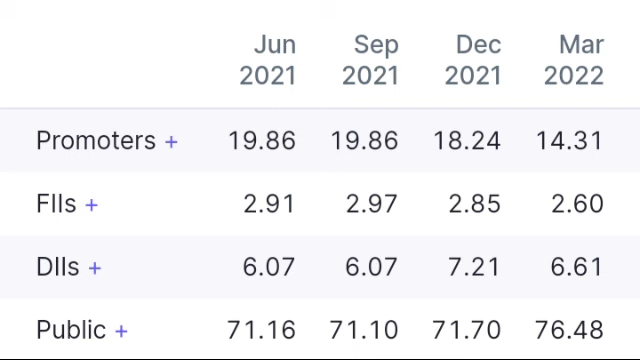 Jun Sep Dec Mar
2021 2021 2021 2022
Promoters + 19.86 19.86 18.24 14.31
FIIs + 2.91 2.97 2.85 2.60
DIIs + 6.07 6.07 7.21 6.61
Public + 71.16 71.10 71.70 76.48